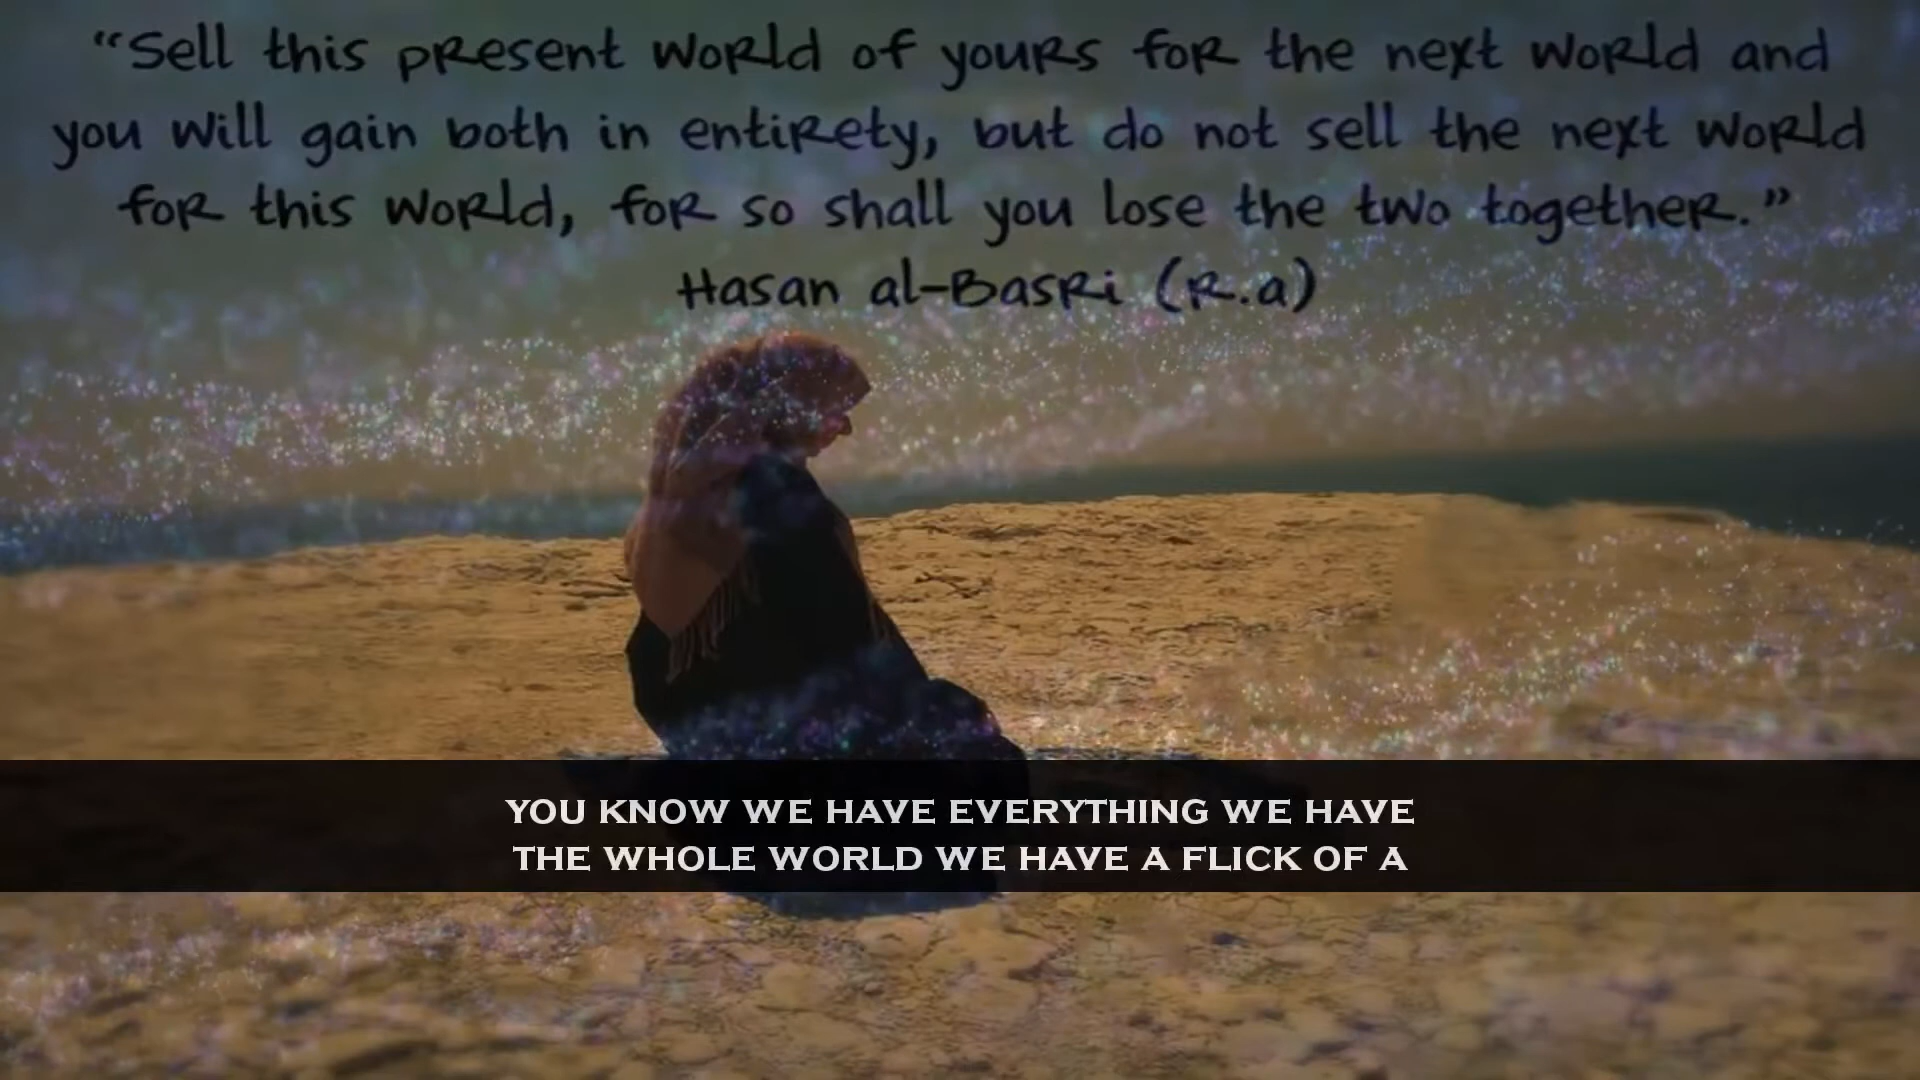 “Sell this present world of yours for the next world and
you will gain both in entirety, but do not sell the next world
for this world, for so shall you lose the two together.”
Hasan al-Basri (R.a)
YOU KNOW WE HAVE EVERYTHING WE HAVE
THE WHOLE WORLD WE HAVE A FLICK OF A